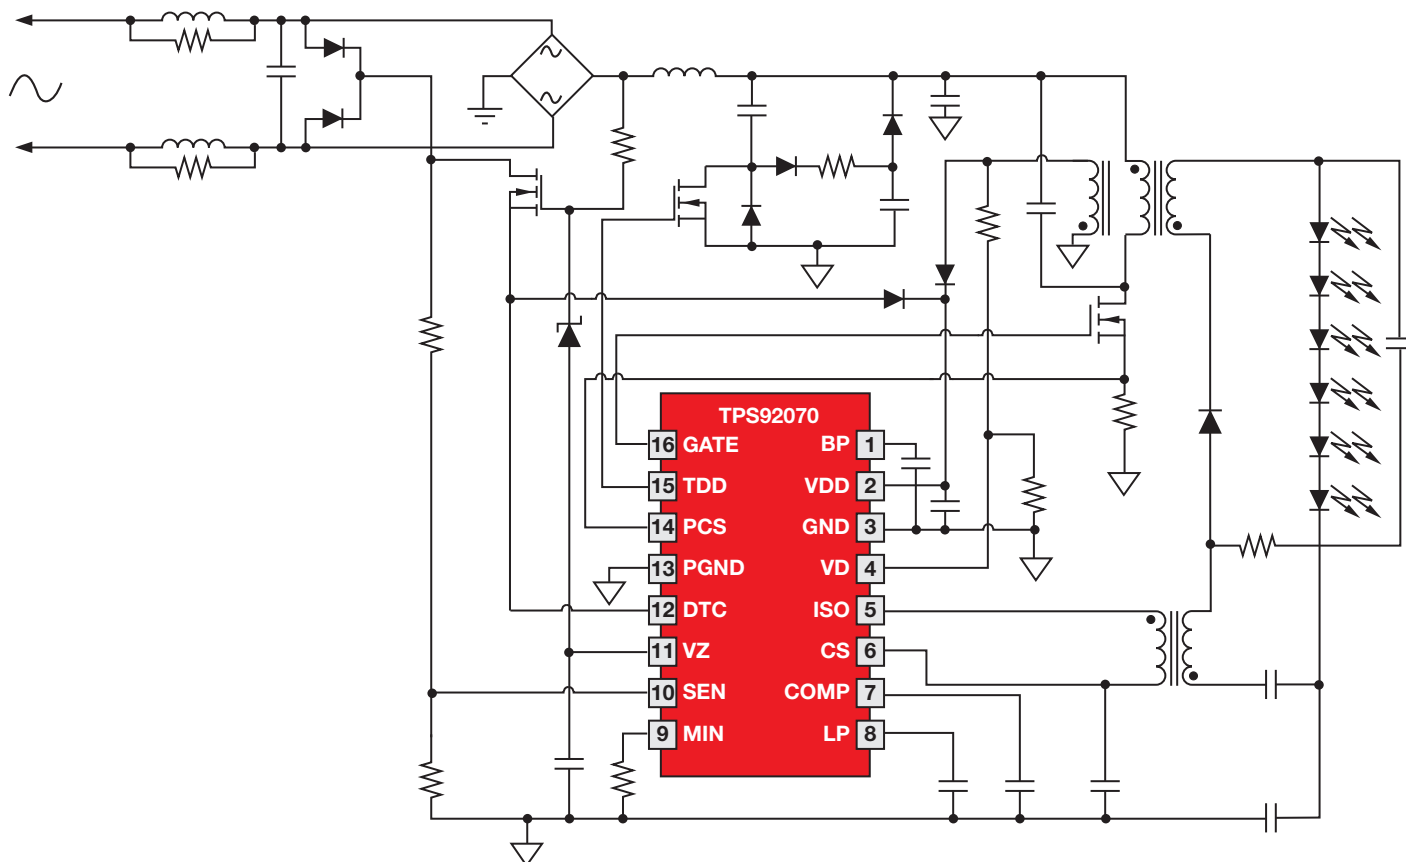 TPS92070
16 GATE BP 1
15 TDD VDD 2
14 PCS GND 3
13 PGND VD 4
12 DTC ISO 5
11 VZ CS 6
10 SEN COMP 7
9 MIN LP 8